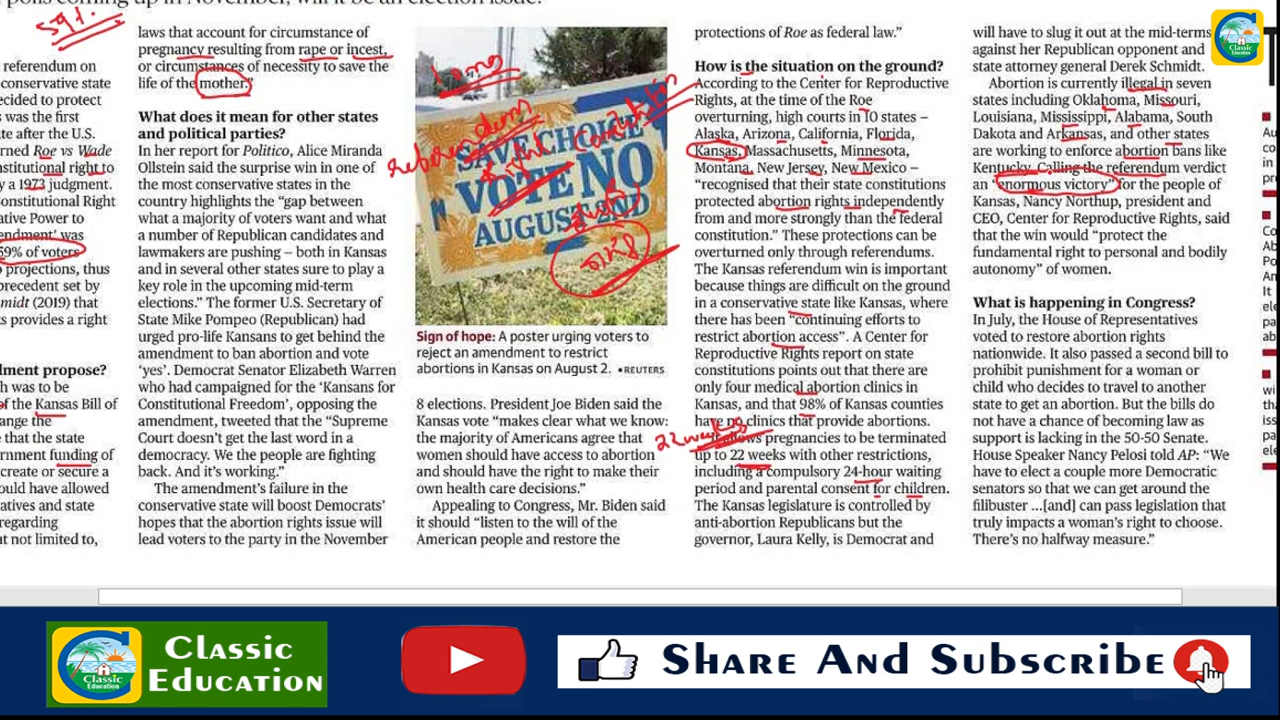 polls coming up in November, will it be an election issue?
59%.
referendum on
conservative state
ecided to protect
s was the first
te after the U.S.
rned Roe vs Wade
nstitutional right to
y a 1973 judgment.
Constitutional Right
ative Power to
endment' was
59% of voters
projections, thus
precedent set by
midt (2019) that
ts provides a right
dment propose?
h was to be
of the Kansas Bill of
ange the
e that the state
rnment funding of
create or secure a
ould have allowed
atives and state
regarding
t not limited to,
laws that account for circumstance of
pregnancy resulting from rape or incest,
or circumstances of necessity to save the
life of the mother."
What does it mean for other states
and political parties?
In her report for Politico, Alice Miranda
Ollstein said the surprise win in one of
the most conservative states in the
country highlights the "gap between
what a majority of voters want and what
a number of Republican candidates and
lawmakers are pushing – both in Kansas
and in several other states sure to play a
key role in the upcoming mid-term
elections." The former U.S. Secretary of
State Mike Pompeo (Republican) had
urged pro-life Kansans to get behind the
amendment to ban abortion and vote
'yes'. Democrat Senator Elizabeth Warren
who had campaigned for the 'Kansans for
Constitutional Freedom', opposing the
amendment, tweeted that the "Supreme
Court doesn't get the last word in a
democracy. We the people are fighting
back. And it's working."
The amendment's failure in the
conservative state will boost Democrats'
hopes that the abortion rights issue will
lead voters to the party in the November
referendum
Right
Constitution
SAVE CHOICE
VOTE NO
AUGUST 2ND
Sign of hope: A poster urging voters to
reject an amendment to restrict
abortions in Kansas on August 2. •REUTERS
8 elections. President Joe Biden said the
Kansas vote "makes clear what we know:
the majority of Americans agree that
women should have access to abortion
and should have the right to make their
own health care decisions."
Appealing to Congress, Mr. Biden said
it should "listen to the will of the
American people and restore the
protections of Roe as federal law."
How is the situation on the ground?
According to the Center for Reproductive
Rights, at the time of the Roe
overturning, high courts in 10 states –
Alaska, Arizona, California, Florida,
Kansas, Massachusetts, Minnesota,
Montana, New Jersey, New Mexico –
"recognised that their state constitutions
protected abortion rights independently
from and more strongly than the federal
constitution." These protections can be
overturned only through referendums.
The Kansas referendum win is important
because things are difficult on the ground
in a conservative state like Kansas, where
there has been "continuing efforts to
restrict abortion access". A Center for
Reproductive Rights report on state
constitutions points out that there are
only four medical abortion clinics in
Kansas, and that 98% of Kansas counties
have no clinics that provide abortions.
22 weeks
allows pregnancies to be terminated
up to 22 weeks with other restrictions,
including a compulsory 24-hour waiting
period and parental consent for children.
The Kansas legislature is controlled by
anti-abortion Republicans but the
governor, Laura Kelly, is Democrat and
will have to slug it out at the mid-terms
against her Republican opponent and
state attorney general Derek Schmidt.
Abortion is currently illegal in seven
states including Oklahoma, Missouri,
Louisiana, Mississippi, Alabama, South
Dakota and Arkansas, and other states
are working to enforce abortion bans like
Kentucky. Calling the referendum verdict
an "enormous victory" for the people of
Kansas, Nancy Northup, president and
CEO, Center for Reproductive Rights, said
that the win would "protect the
fundamental right to personal and bodily
autonomy" of women.
What is happening in Congress?
In July, the House of Representatives
voted to restore abortion rights
nationwide. It also passed a second bill to
prohibit punishment for a woman or
child who decides to travel to another
state to get an abortion. But the bills do
not have a chance of becoming law as
support is lacking in the 50-50 Senate.
House Speaker Nancy Pelosi told AP: "We
have to elect a couple more Democratic
senators so that we can get around the
filibuster ...[and] can pass legislation that
truly impacts a woman's right to choose.
There's no halfway measure."
Classic
Education
Classic
Education
Classic
Education
Share And Subscribe